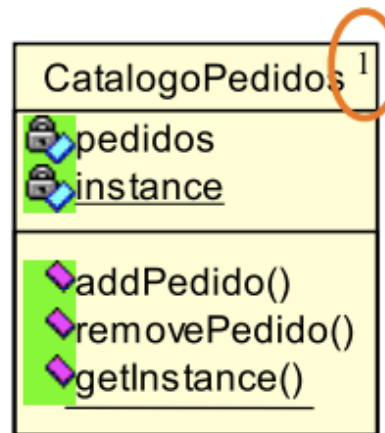 CatalogoPedidos 1
pedidos
instance
addPedido()
removePedido()
getInstance()